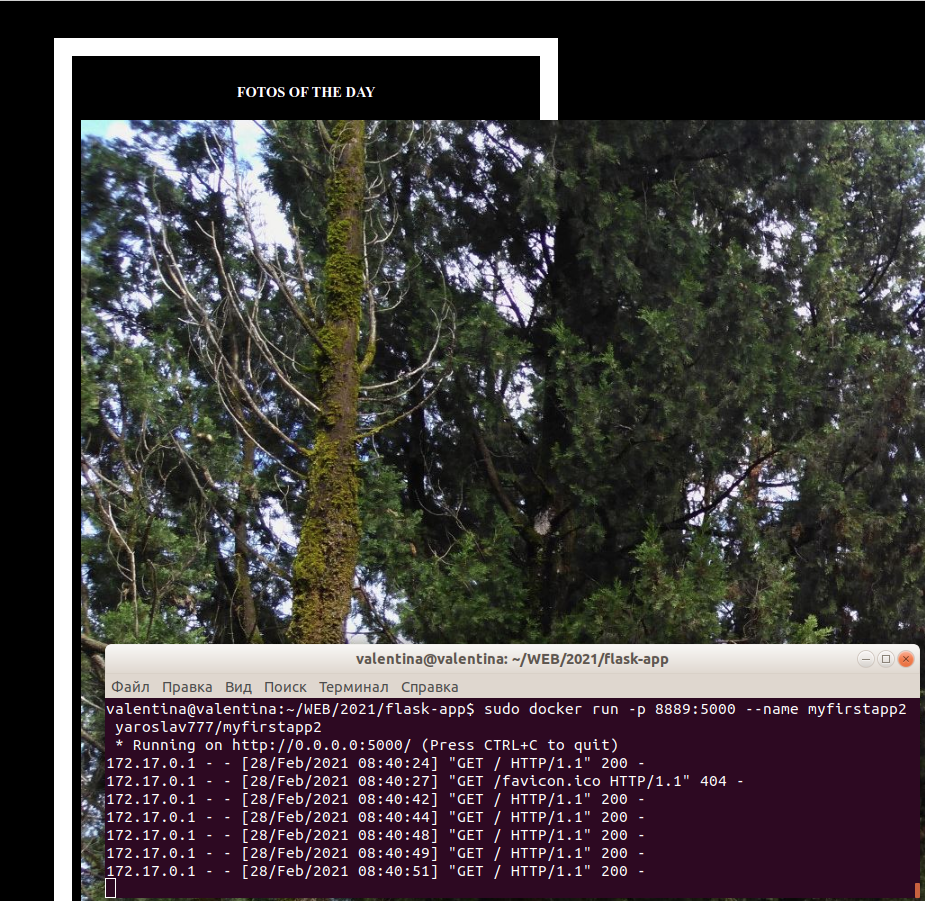 FOTOS OF THE DAY
valentina@valentina: ~/WEB/2021/flask-app
Файл Правка Вид Поиск Терминал Справка
valentina@valentina:~/WEB/2021/flask-app$ sudo docker run -p 8889:5000 --name myfirstapp2
yaroslav777/myfirstapp2
* Running on http://0.0.0.0:5000/ (Press CTRL+C to quit)
172.17.0.1 - - [28/Feb/2021 08:40:24] "GET / HTTP/1.1" 200 -
172.17.0.1 - - [28/Feb/2021 08:40:27] "GET /favicon.ico HTTP/1.1" 404 -
172.17.0.1 - - [28/Feb/2021 08:40:42] "GET / HTTP/1.1" 200 -
172.17.0.1 - - [28/Feb/2021 08:40:44] "GET / HTTP/1.1" 200 -
172.17.0.1 - - [28/Feb/2021 08:40:48] "GET / HTTP/1.1" 200 -
172.17.0.1 - - [28/Feb/2021 08:40:49] "GET / HTTP/1.1" 200 -
172.17.0.1 - - [28/Feb/2021 08:40:51] "GET / HTTP/1.1" 200 -